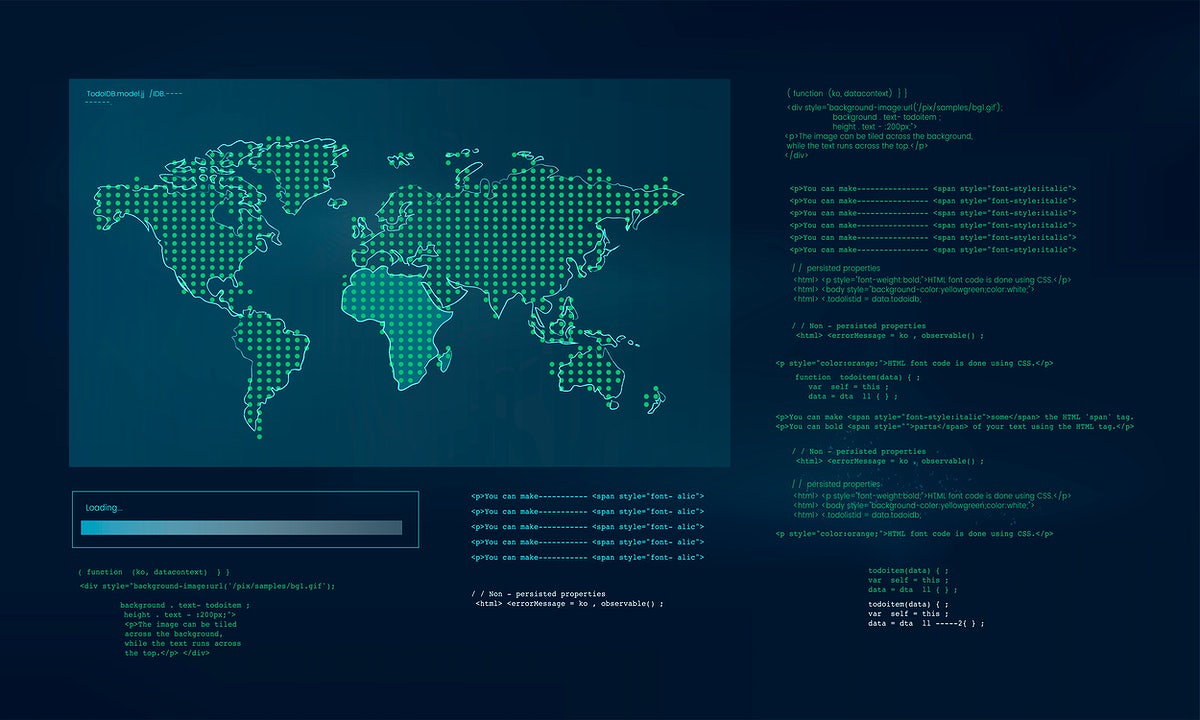 TodoIDB.model.jj /iDB.----
------.
( function (ko, datacontext) } }
<div style="background-image:url('/pix/samples/bg1.gif');
background . text- todoitem ;
height . text - :200px;">
<p>The image can be tiled across the background,
while the text runs across the top.</p>
</div>
<p>You can make---------------- <span style="font-style:italic">
<p>You can make---------------- <span style="font-style:italic">
<p>You can make---------------- <span style="font-style:italic">
<p>You can make---------------- <span style="font-style:italic">
<p>You can make---------------- <span style="font-style:italic">
<p>You can make---------------- <span style="font-style:italic">
// persisted properties
<html> <p style="font-weight:bold;">HTML font code is done using CSS.</p>
<html> <body style="background-color:yellowgreen;color:white;">
<html> <.todolistid = data.todoidb;
// Non - persisted properties
<html> <errorMessage = ko , observable() ;
<p style="color:orange;">HTML font code is done using CSS.</p>
function todoitem(data) { ;
var self = this ;
data = dta ll { } ;
<p>You can make <span style="font-style:italic">some</span> the HTML 'span' tag.
<p>You can bold <span style="">parts</span> of your text using the HTML tag.</p>
// Non - persisted properties
<html> <errorMessage = ko , observable() ;
// persisted properties
<html> <p style="font-weight:bold;">HTML font code is done using CSS.</p>
<html> <body style="background-color:yellowgreen;color:white;">
<html> <.todolistid = data.todoidb;
<p style="color:orange;">HTML font code is done using CSS.</p>
todoitem(data) { ;
var self = this ;
data = dta ll { } ;
todoitem(data) { ;
var self = this ;
data = dta ll -----2{ } ;
Loading...
( function (ko, datacontext) } }
<div style="background-image:url('/pix/samples/bg1.gif');
background . text- todoitem ;
height . text - :200px;">
<p>The image can be tiled
across the background,
while the text runs across
the top.</p> </div>
<p>You can make----------- <span style="font- alic">
<p>You can make----------- <span style="font- alic">
<p>You can make----------- <span style="font- alic">
<p>You can make----------- <span style="font- alic">
<p>You can make----------- <span style="font- alic">
// Non - persisted properties
<html> <errorMessage = ko , observable() ;